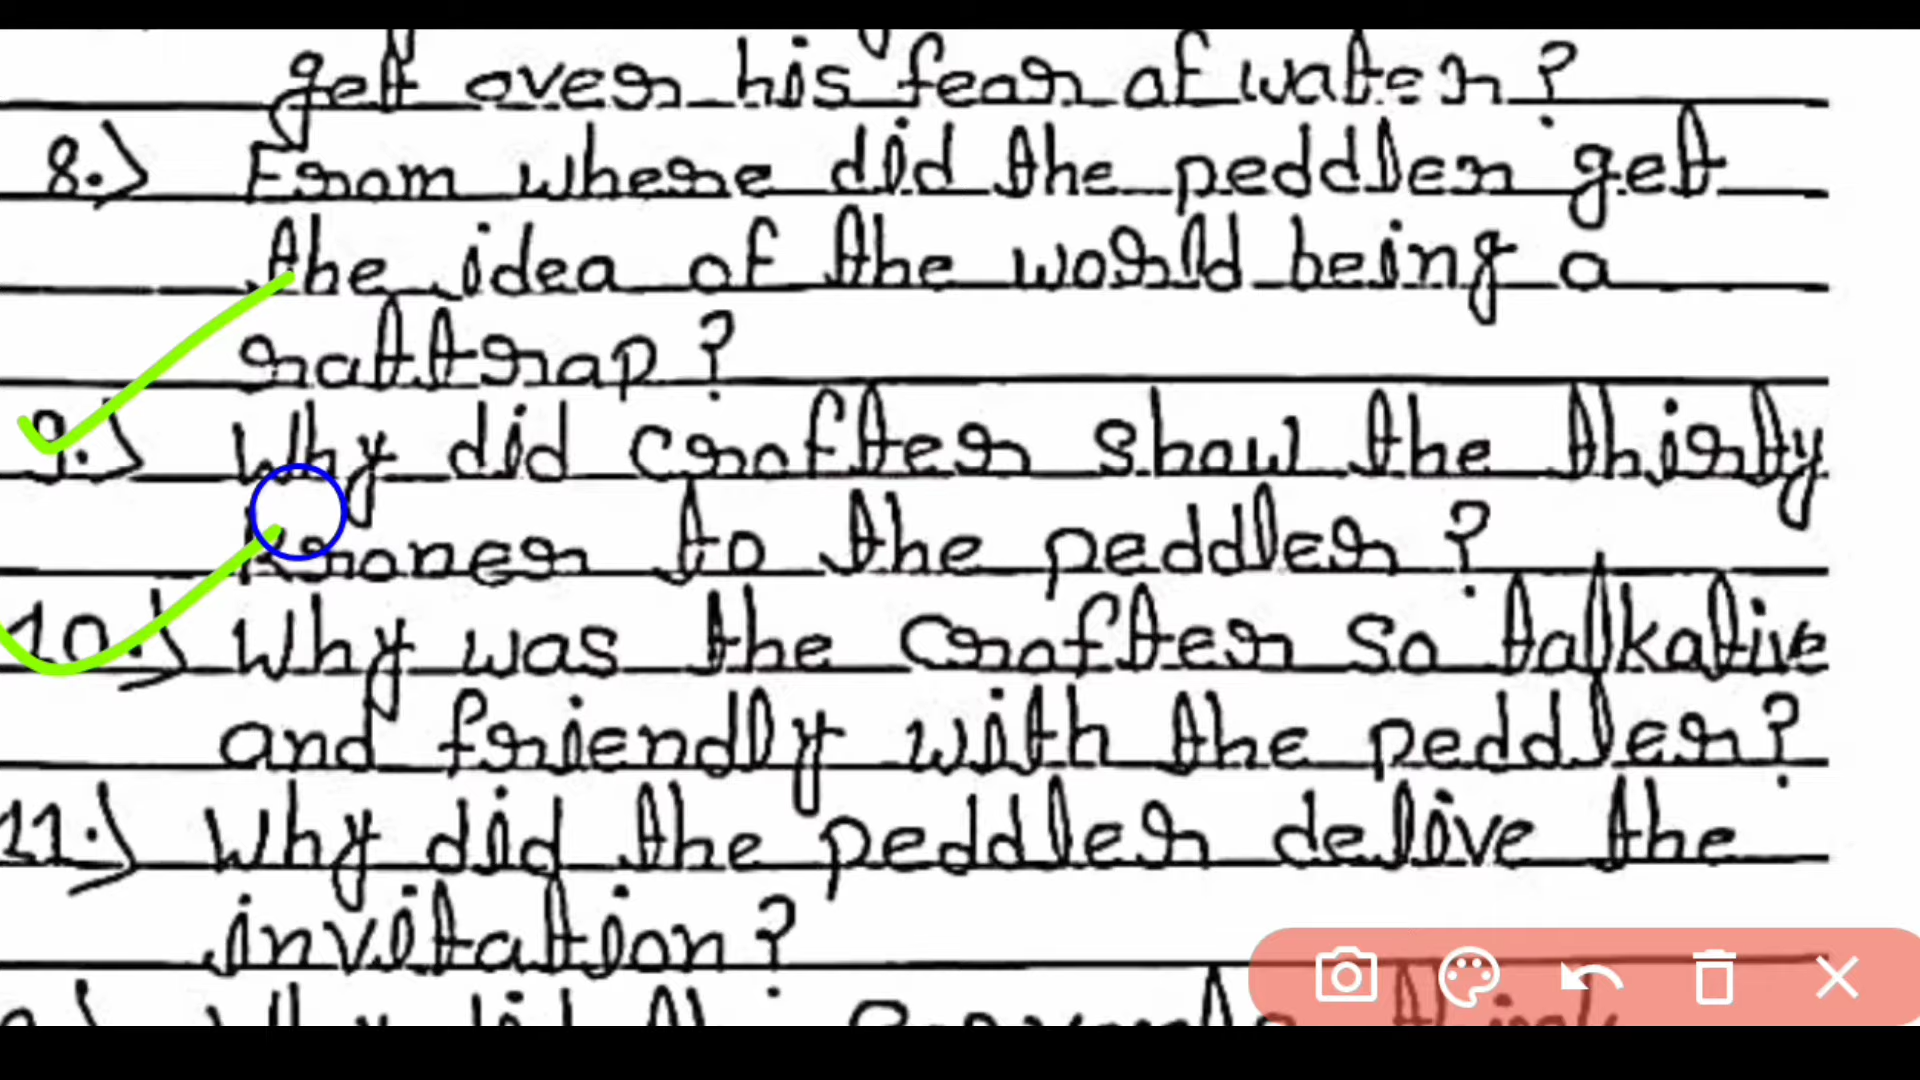 get over his fear of water?
8.) From where did the peddler get
the idea of the world being a
rattrap?
9.) Why did crofter show the thirty
kroner to the peddler?
10.) Why was the crofter so talkative
and friendly with the peddler?
11.) Why did the peddler delive the
invitation?